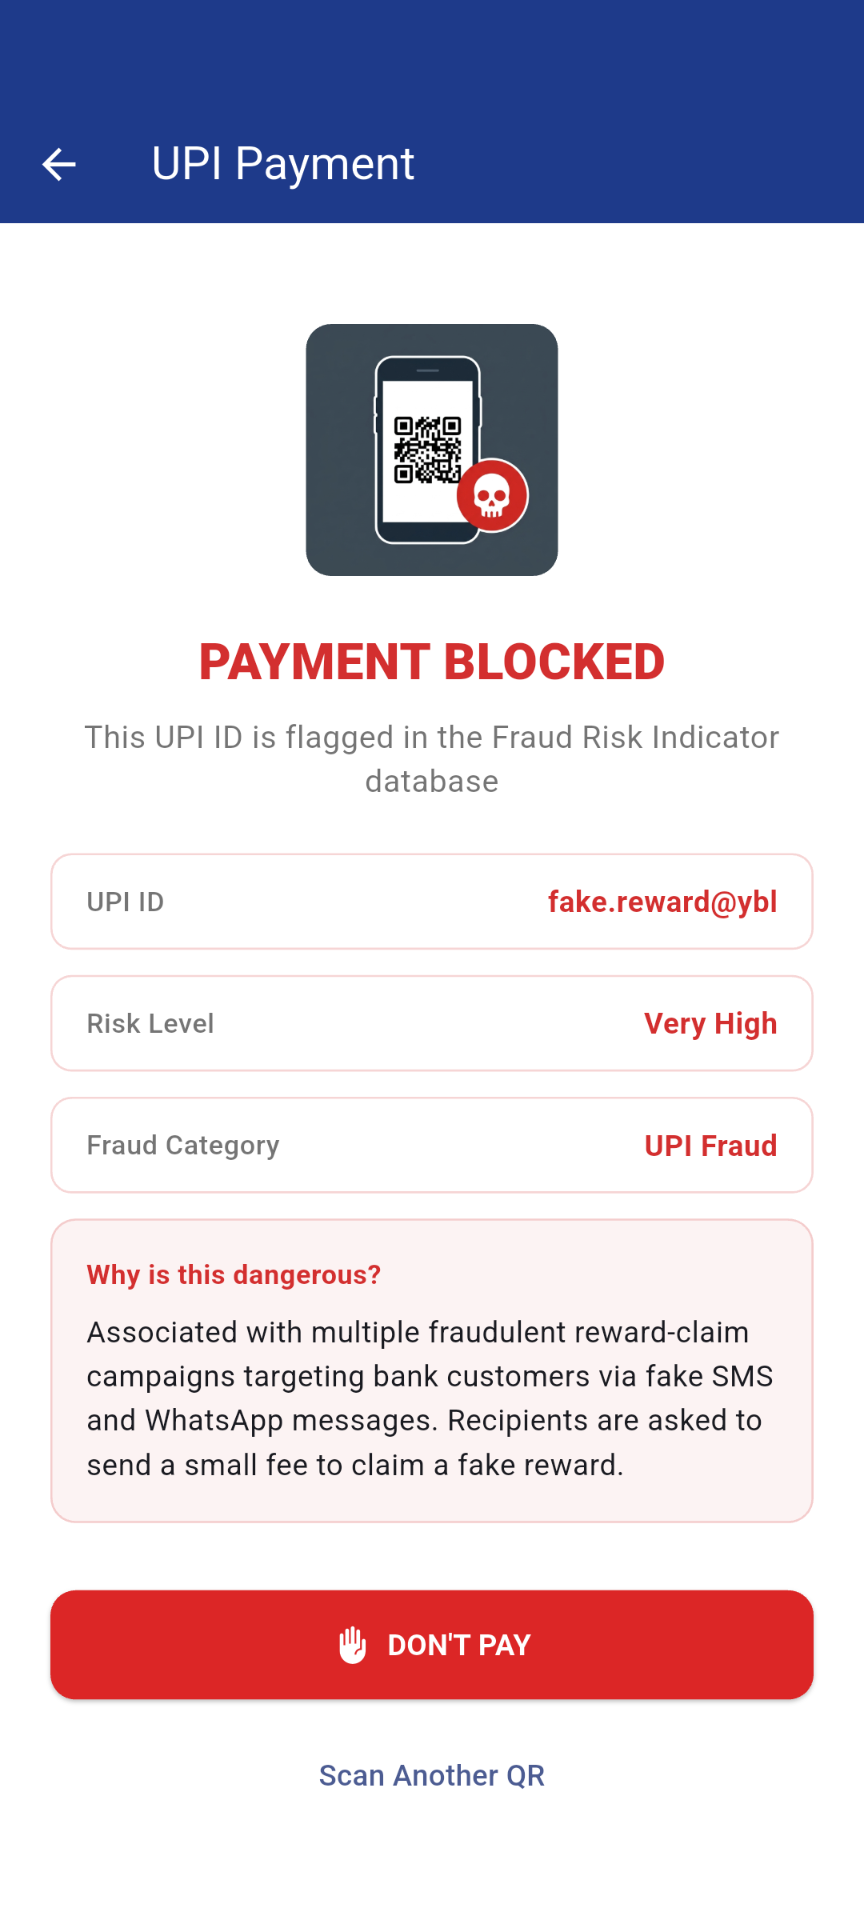 UPI Payment
PAYMENT BLOCKED
This UPI ID is flagged in the Fraud Risk Indicator
database
UPI ID fake.reward@ybl
Risk Level Very High
Fraud Category UPI Fraud
Why is this dangerous?
Associated with multiple fraudulent reward-claim
campaigns targeting bank customers via fake SMS
and WhatsApp messages. Recipients are asked to
send a small fee to claim a fake reward.
DON'T PAY
Scan Another QR